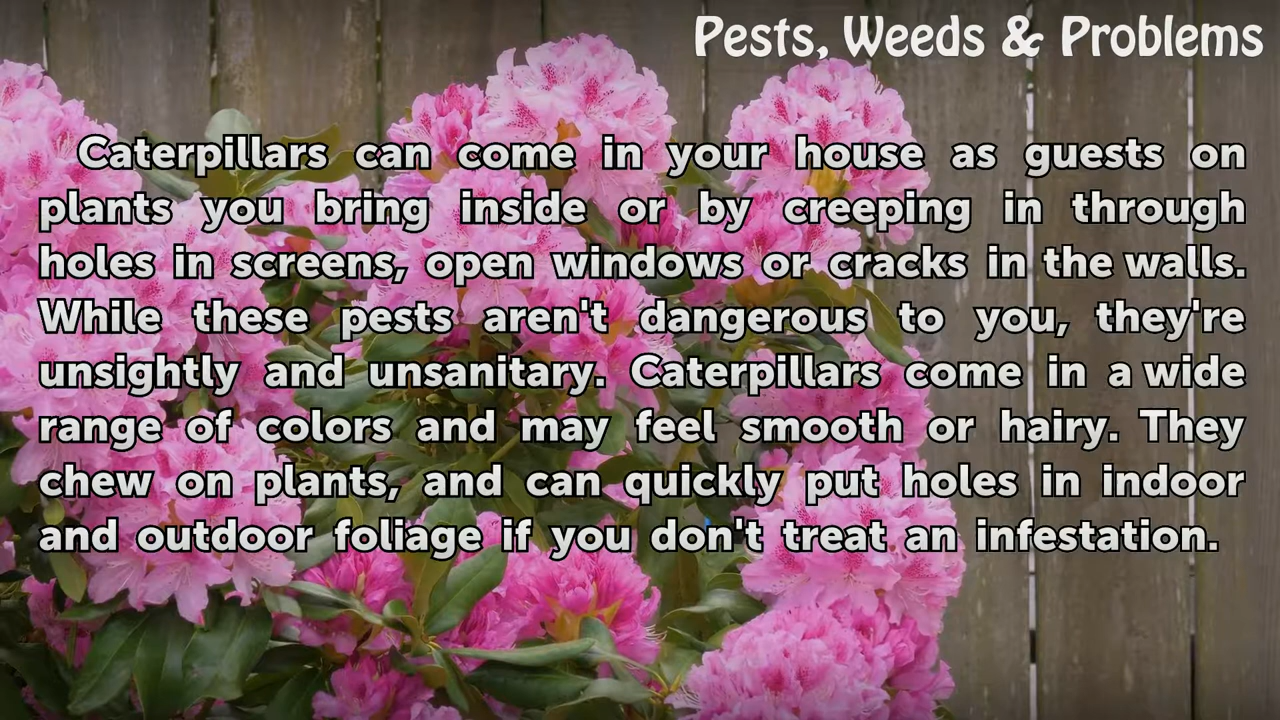 Pests, Weeds & Problems
Caterpillars can come in your house as guests on
plants you bring inside or by creeping in through
holes in screens, open windows or cracks in the walls.
While these pests aren't dangerous to you, they're
unsightly and unsanitary. Caterpillars come in a wide
range of colors and may feel smooth or hairy. They
chew on plants, and can quickly put holes in indoor
and outdoor foliage if you don't treat an infestation.